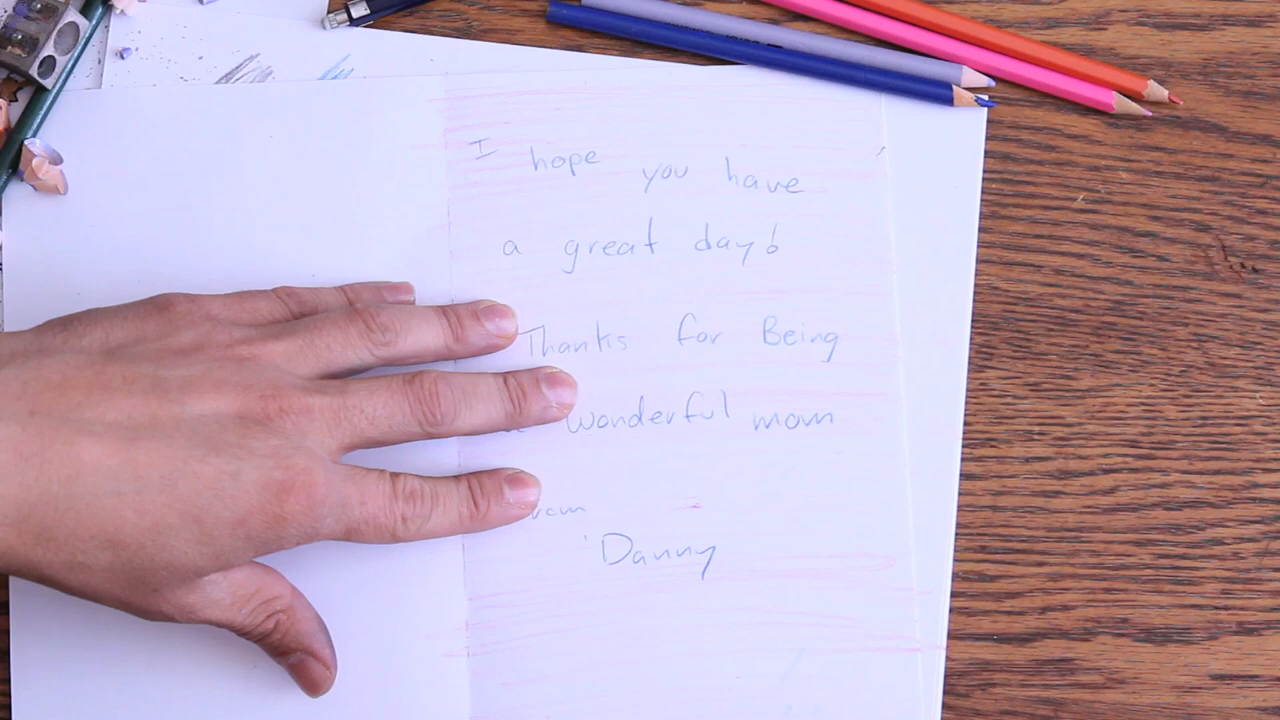 I hope you have
a great day!
Thanks for Being
wonderful mom
Danny